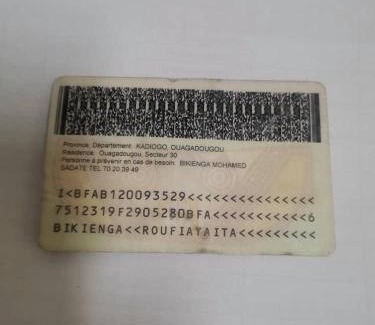 Province, Département: KADIOGO, OUAGADOUGOU
Résidence: Ouagadougou, Secteur 30
Personne à prévenir en cas de besoin: BIKIENGA MOHAMED
SADATE TEL 70 20 39 49
I<BFAB120093529<<<<<<<<<<<<<<<
7512319F2905280BFA<<<<<<<<<<<6
BIKIENGA<<ROUFIAYAITA<<<<<<<<<